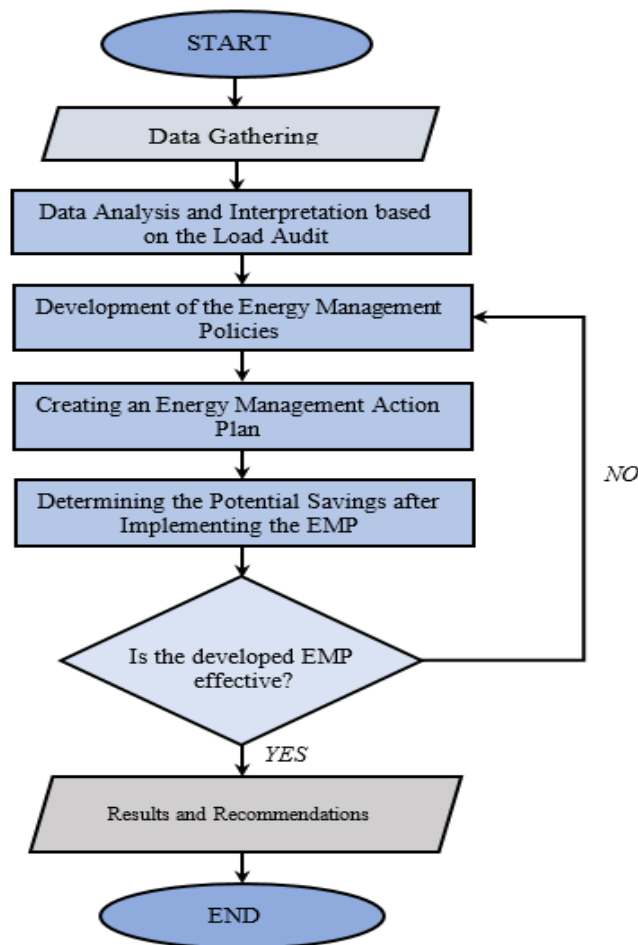 START
Data Gathering
Data Analysis and Interpretation based
on the Load Audit
Development of the Energy Management
Policies
Creating an Energy Management Action
Plan
NO
Determining the Potential Savings after
Implementing the EMP
Is the developed EMP
effective?
YES
Results and Recommendations
END